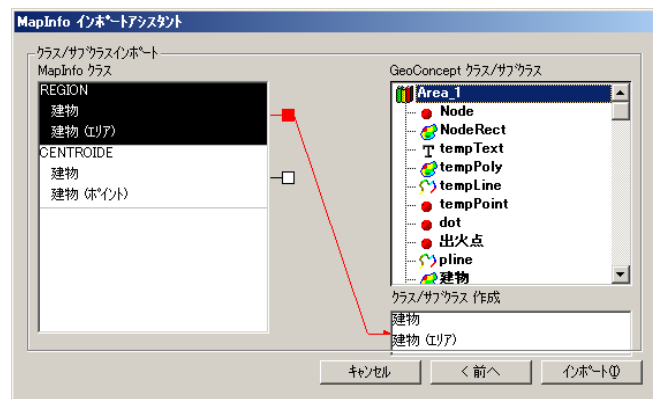 MapInfo インポートアシスタント
クラス/サブクラスインポート
MapInfo クラス
REGION
建物
建物 (エリア)
CENTROIDE
建物
建物 (ポイント)
GeoConcept クラス/サブクラス
Area_1
Node
NodeRect
tempText
tempPoly
tempLine
tempPoint
dot
出火点
pline
建物
クラス/サブクラス 作成
建物
建物 (エリア)
キャンセル
< 前へ
インポート(I)